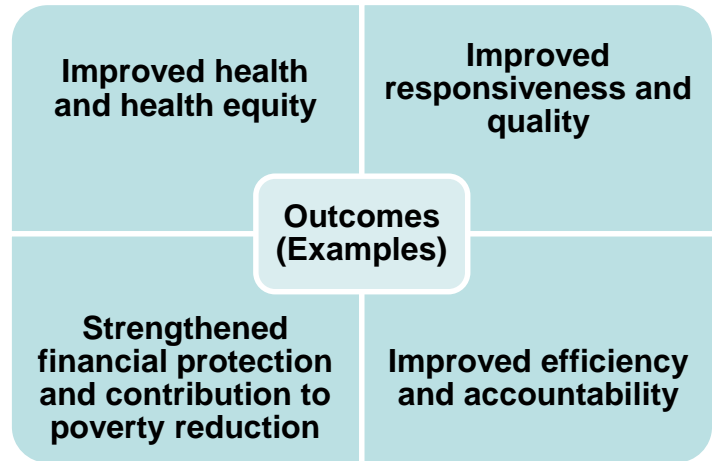 Improved health
and health equity
Improved
responsiveness and
quality
Outcomes
(Examples)
Strengthened
financial protection
and contribution to
poverty reduction
Improved efficiency
and accountability